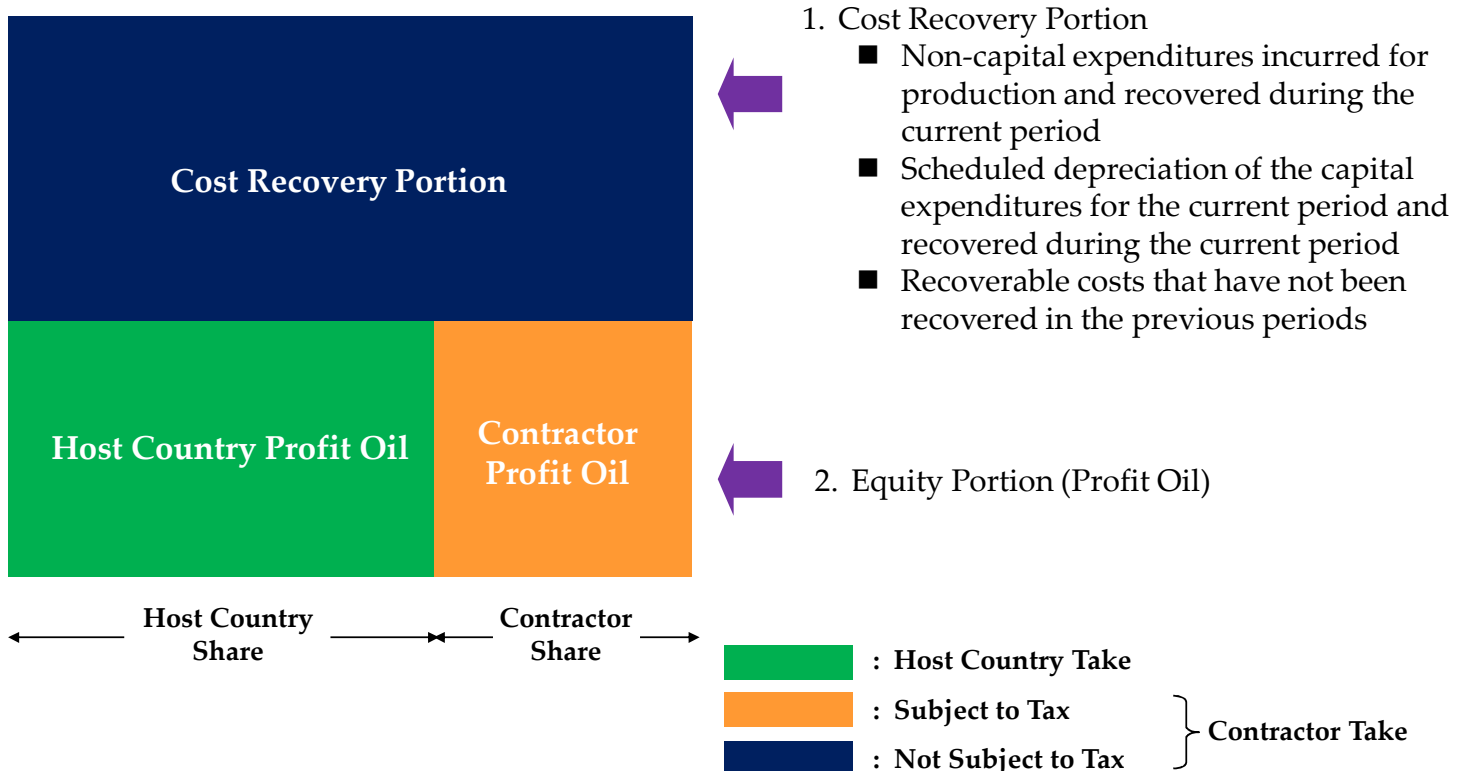 Cost Recovery Portion
Host Country Profit Oil
Contractor
Profit Oil
Host Country
Share
Contractor
Share
1. Cost Recovery Portion
■ Non-capital expenditures incurred for
production and recovered during the
current period
■ Scheduled depreciation of the capital
expenditures for the current period and
recovered during the current period
■ Recoverable costs that have not been
recovered in the previous periods
2. Equity Portion (Profit Oil)
: Host Country Take
: Subject to Tax
: Not Subject to Tax
Contractor Take